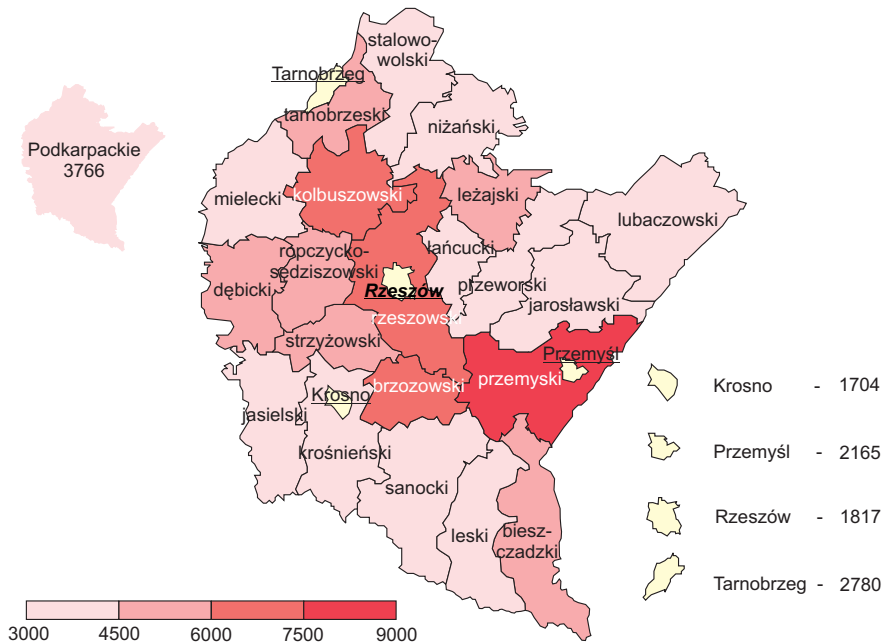 stalowo-
wolski
Tarnobrzeg
tamobrzeski
niżański
Podkarpackie
3766
mielecki
kolbuszowski
leżajski
lubaczowski
łańcucki
ropczycko-
sędziszowski
dębicki
przeworski
Rzeszów
jarosławski
rzeszowski
strzyżowski
Przemyśl
przemyski
brzozowski
Krosno
jasielski
krośnieński
sanocki
leski
biesz-
czadzki
Krosno - 1704
Przemyśl - 2165
Rzeszów - 1817
Tarnobrzeg - 2780
3000 4500 6000 7500 9000